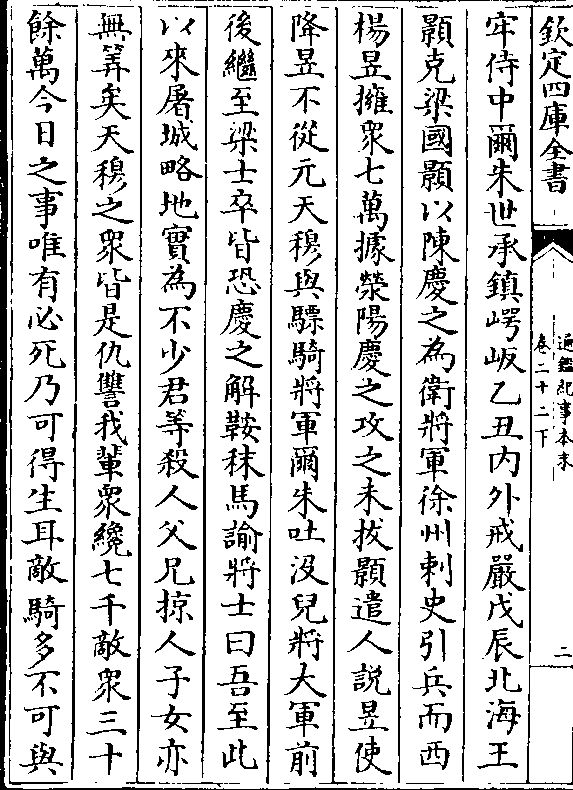 欽定四庫全書
通鑑紀事本末
卷二十二下
二
牢侍中爾朱世承鎮崿岅乙丑内外戒嚴戊辰北海王
顥克梁國顥以陳慶之為衛將軍徐州刺史引兵而西
楊昱擁衆七萬據滎陽慶之攻之未拔顥遣人説昱使
降昱不從元天穆與驃騎將軍爾朱吐没兒將大軍前
後繼至梁士卒皆恐慶之解鞍秣馬諭將士曰吾至此
以來屠城略地實為不少君等殺人父兄掠人子女亦
無筭矣天穆之衆皆是仇讐我輩衆纔七千敵衆三十
餘萬今日之事唯有必死乃可得生耳敵騎多不可與